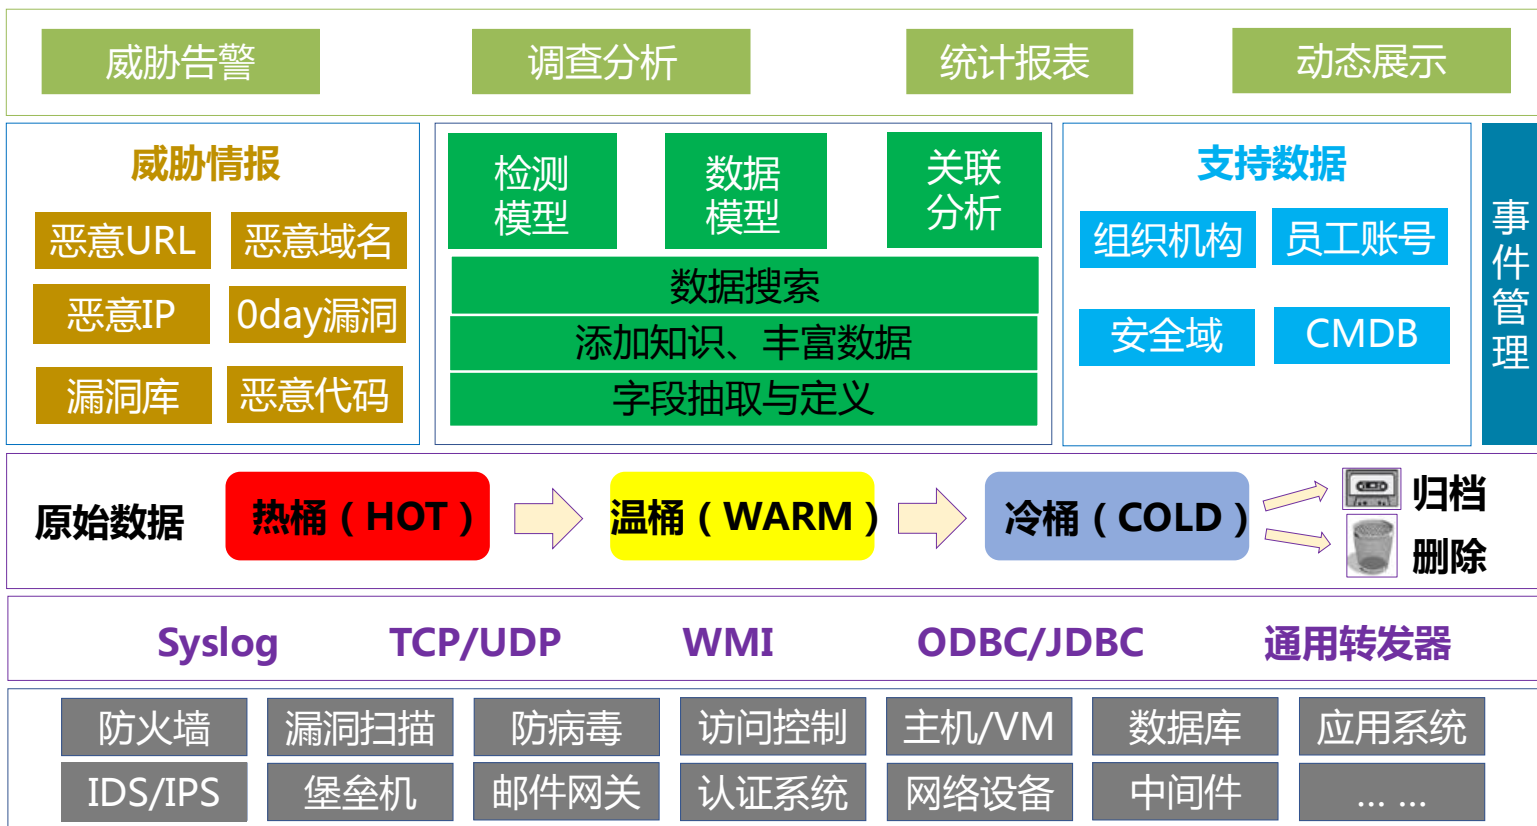 威胁告警
调查分析
统计报表
动态展示
威胁情报
恶意URL
恶意域名
恶意IP
0day漏洞
漏洞库
恶意代码
检测
模型
数据
模型
关联
分析
数据搜索
添加知识、丰富数据
字段抽取与定义
支持数据
组织机构
员工账号
安全域
CMDB
事
件
管
理
原始数据
热桶（HOT）
温桶（WARM）
冷桶（COLD）
归档
删除
Syslog
TCP/UDP
WMI
ODBC/JDBC
通用转发器
防火墙
漏洞扫描
防病毒
访问控制
主机/VM
数据库
应用系统
IDS/IPS
堡垒机
邮件网关
认证系统
网络设备
中间件
... ...